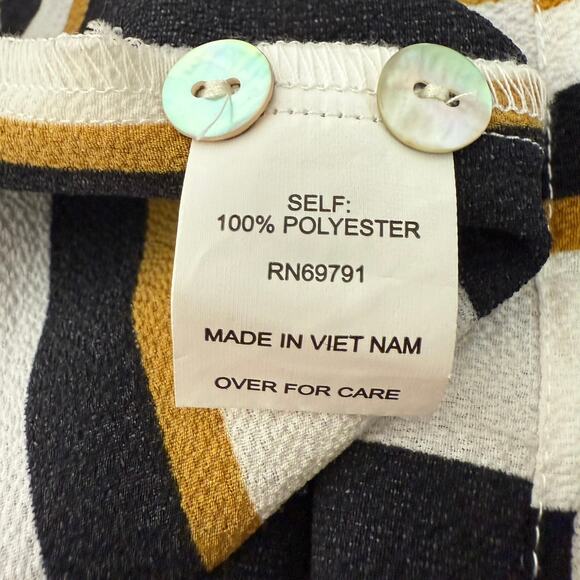 SELF:
100% POLYESTER
RN69791
MADE IN VIET NAM
OVER FOR CARE